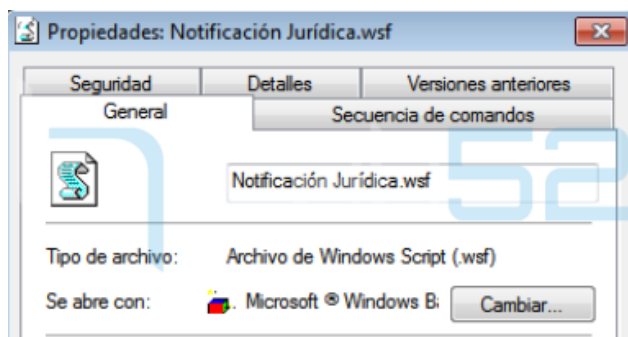 Propiedades: Notificación Jurídica.wsf
Seguridad Detalles Versiones anteriores
General Secuencia de comandos
Notificación Jurídica.wsf
Tipo de archivo: Archivo de Windows Script (.wsf)
Se abre con: Microsoft ® Windows Cambiar...
52